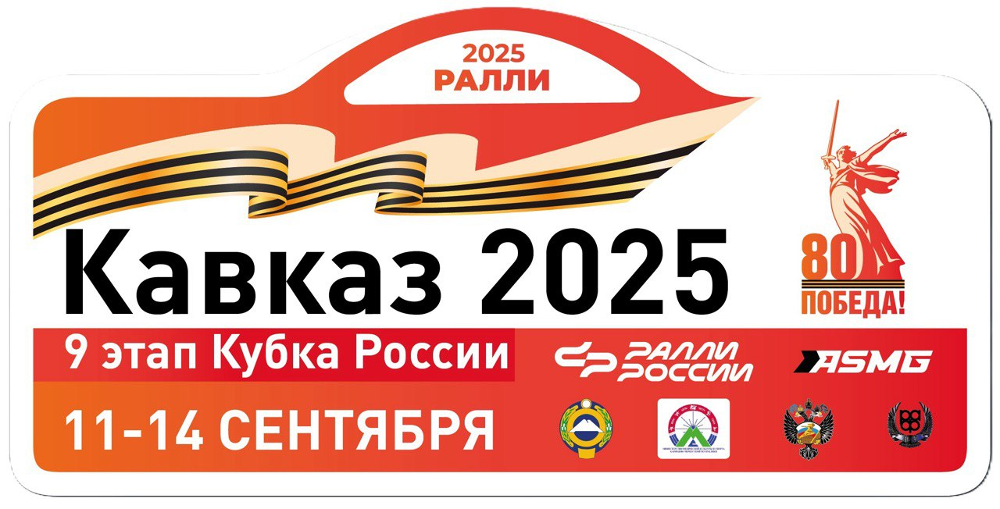 2025
РАЛЛИ
Кавказ 2025
80
ПОБЕДА!
9 этап Кубка России
РАЛЛИ
РОССИИ
ASMG
11-14 СЕНТЯБРЯ